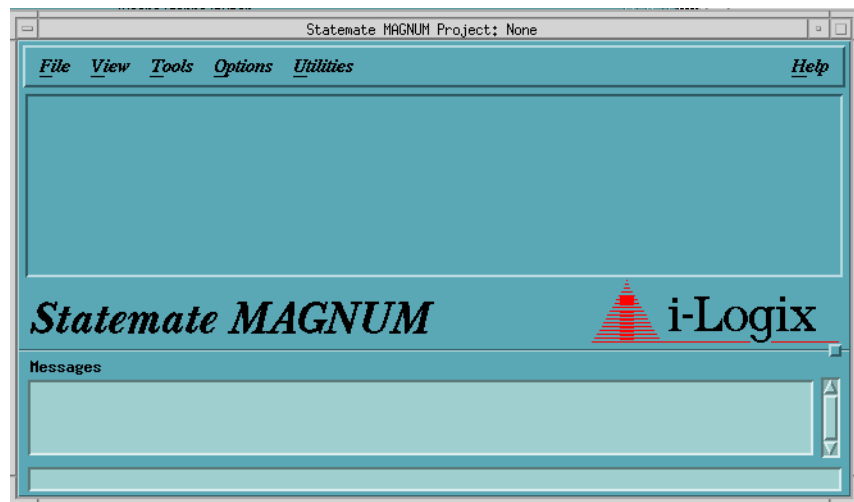 Statemate MAGNUM Project: None
File View Tools Options Utilities Help
Statemate MAGNUM
i-Logix
Messages